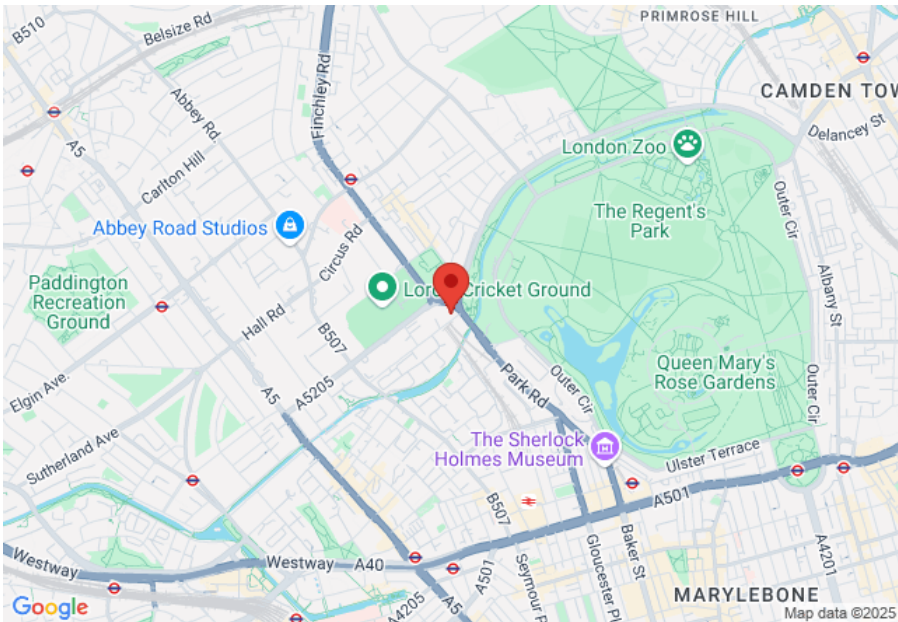 PRIMROSE HILL
B510
Belsize Rd
Finchley Rd
CAMDEN TOW
Abbey Rd.
Delancey St
A5
London Zoo
Carlton Hill
Outer Cir
The Regent's
Park
Abbey Road Studios
Circus Rd
Paddington
Recreation
Ground
Cricket Ground
Albany St
Hall Rd
B507
Queen Mary's
Rose Gardens
Elgin Ave.
A5205
A5
Park Rd
Outer Cir
Outer Cir
The Sherlock
Holmes Museum
Ulster Terrace
Sutherland Ave
A501
B507
Baker St.
Westway
Westway
A40
A501
Seymour P
Gloucester Pl
A4201
A4205
A5
MARYLEBONE
Google
Map data ©2025